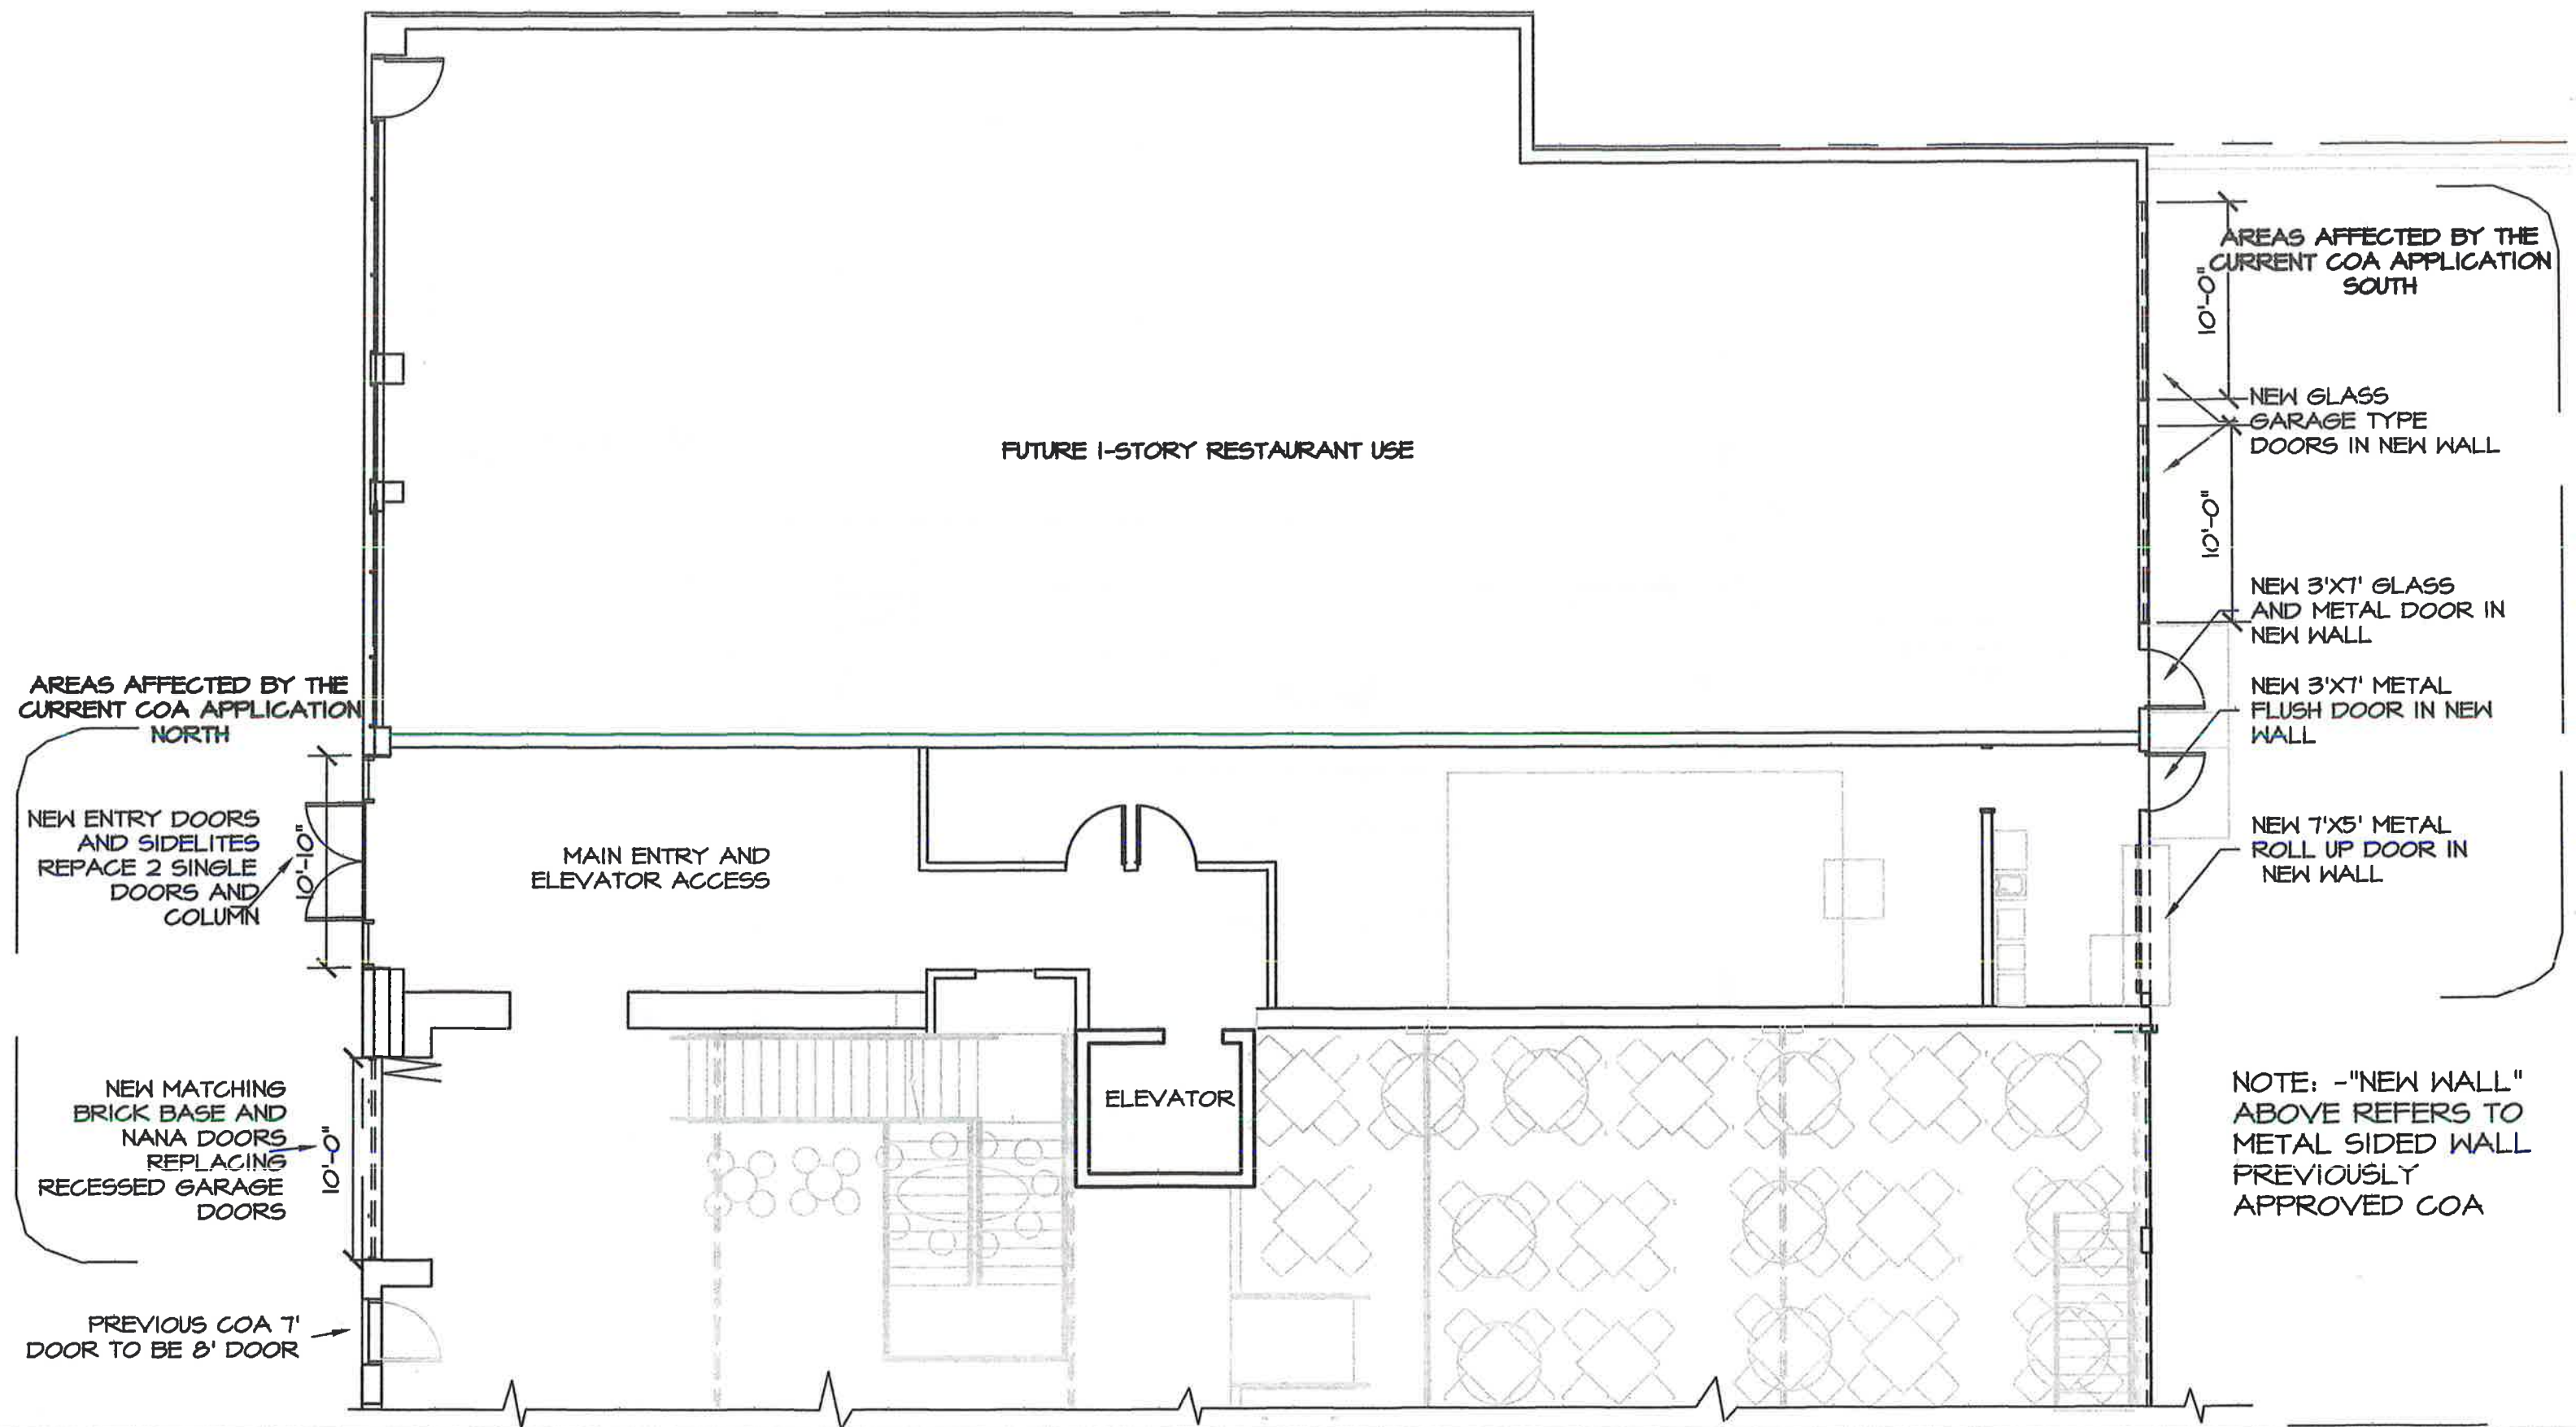 AREAS AFFECTED BY THE
CURRENT COA APPLICATION
SOUTH
10'-0"
NEW GLASS
GARAGE TYPE
DOORS IN NEW WALL
FUTURE 1-STORY RESTAURANT USE
10'-0"
NEW 3'X7' GLASS
AND METAL DOOR IN
NEW WALL
NEW 3'X7' METAL
FLUSH DOOR IN NEW
WALL
NEW 7'X5' METAL
ROLL UP DOOR IN
NEW WALL
AREAS AFFECTED BY THE
CURRENT COA APPLICATION
NORTH
NEW ENTRY DOORS
AND SIDELITES
REPACE 2 SINGLE
DOORS AND
COLUMN
10'-10"
MAIN ENTRY AND
ELEVATOR ACCESS
ELEVATOR
NEW MATCHING
BRICK BASE AND
NANA DOORS
REPLACING
RECESSED GARAGE
DOORS
10'-0"
PREVIOUS COA 7'
DOOR TO BE 8' DOOR
NOTE: -"NEW WALL"
ABOVE REFERS TO
METAL SIDED WALL
PREVIOUSLY
APPROVED COA